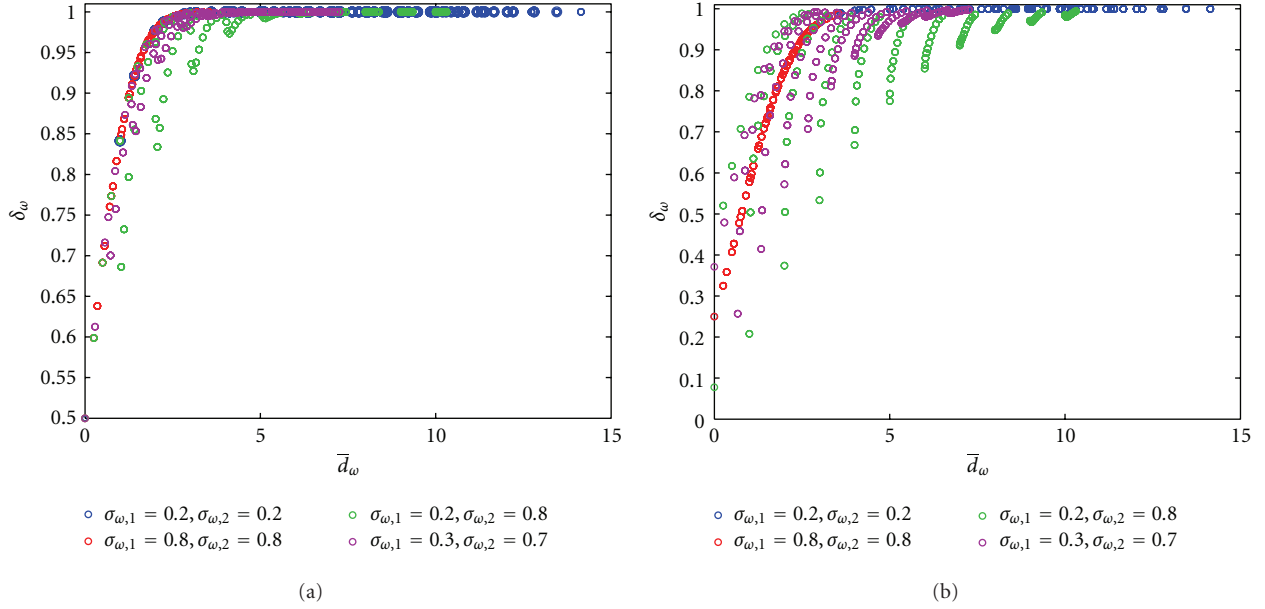 1
0.95
0.9
0.85
0.8
0.75
0.7
0.65
0.6
0.55
0.5
δω
0
5
10
15
d̅ω
σω,1 = 0.2, σω,2 = 0.2
σω,1 = 0.8, σω,2 = 0.8
σω,1 = 0.2, σω,2 = 0.8
σω,1 = 0.3, σω,2 = 0.7
(a)
1
0.9
0.8
0.7
0.6
0.5
0.4
0.3
0.2
0.1
0
δω
0
5
10
15
d̅ω
σω,1 = 0.2, σω,2 = 0.2
σω,1 = 0.8, σω,2 = 0.8
σω,1 = 0.2, σω,2 = 0.8
σω,1 = 0.3, σω,2 = 0.7
(b)